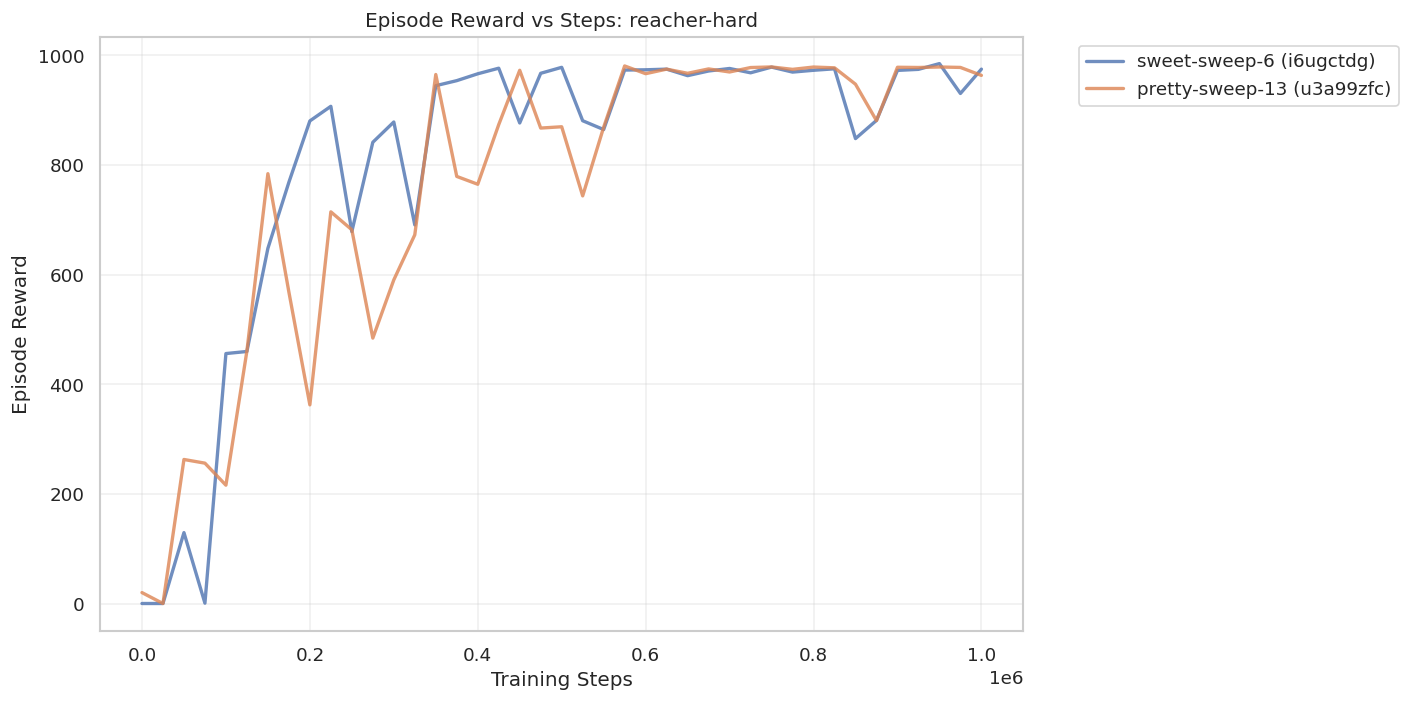 Episode Reward vs Steps: reacher-hard
sweet-sweep-6 (i6ugctdg)
pretty-sweep-13 (u3a99zfc)
Episode Reward
1000
800
600
400
200
0
0.0 0.2 0.4 0.6 0.8 1.0
1e6
Training Steps